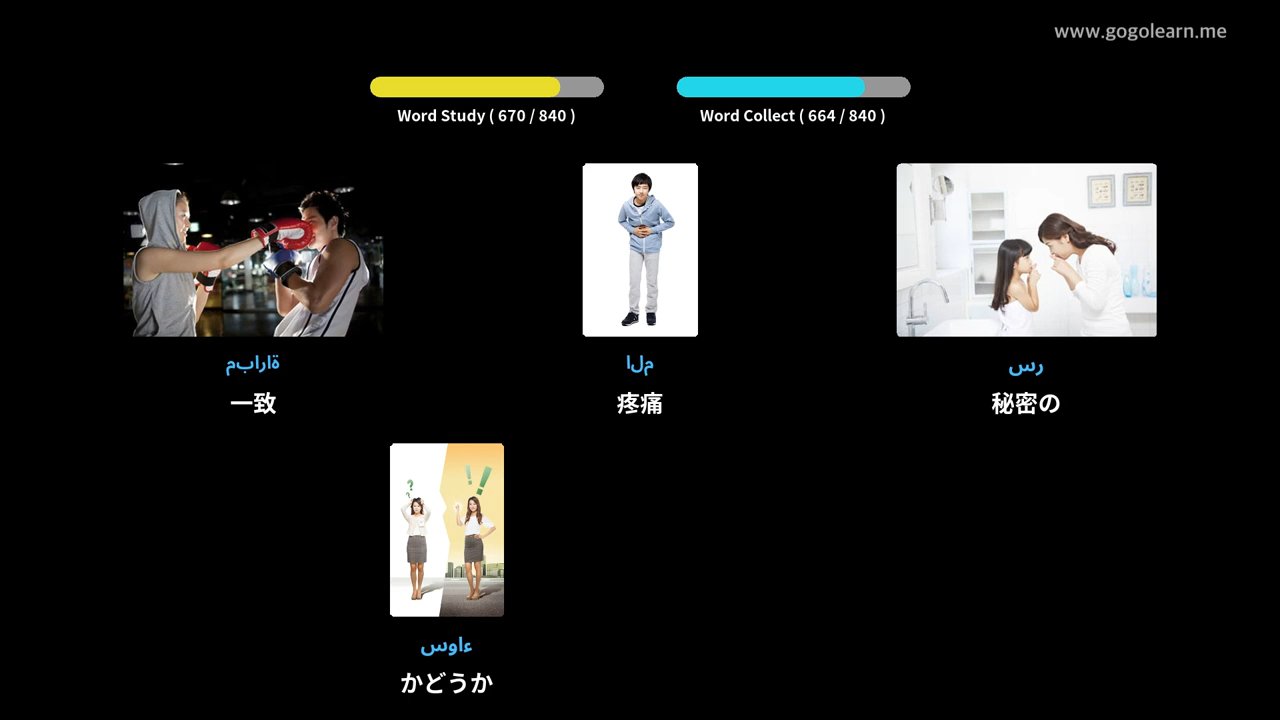 www.gogolearn.me
Word Study ( 670 / 840 )
Word Collect ( 664 / 840 )
ةارابم
一致
ملا
疼痛
رس
秘密の
ءاوس
かどうか